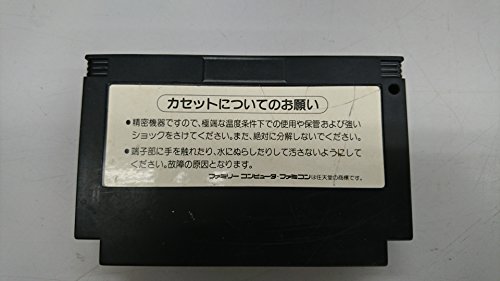 カセットについてのお願い
●精密機器ですので、極端な温度条件下での使用や保管および強い
ショックをさけてください。また、絶対に分解しないでください。
●端子部に手を触れたり、水にぬらしたりして汚さないようにして
ください。故障の原因となります。
ファミリーコンピュータ・ファミコンは任天堂の商標です。